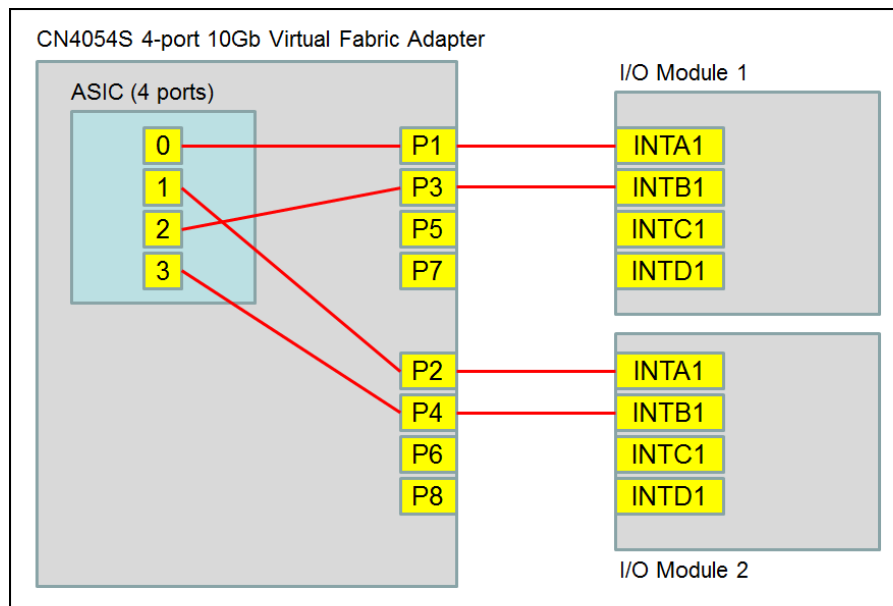 CN4054S 4-port 10Gb Virtual Fabric Adapter
ASIC (4 ports)
0
1
2
3
P1
P3
P5
P7
P2
P4
P6
P8
I/O Module 1
INTA1
INTB1
INTC1
INTD1
INTA1
INTB1
INTC1
INTD1
I/O Module 2